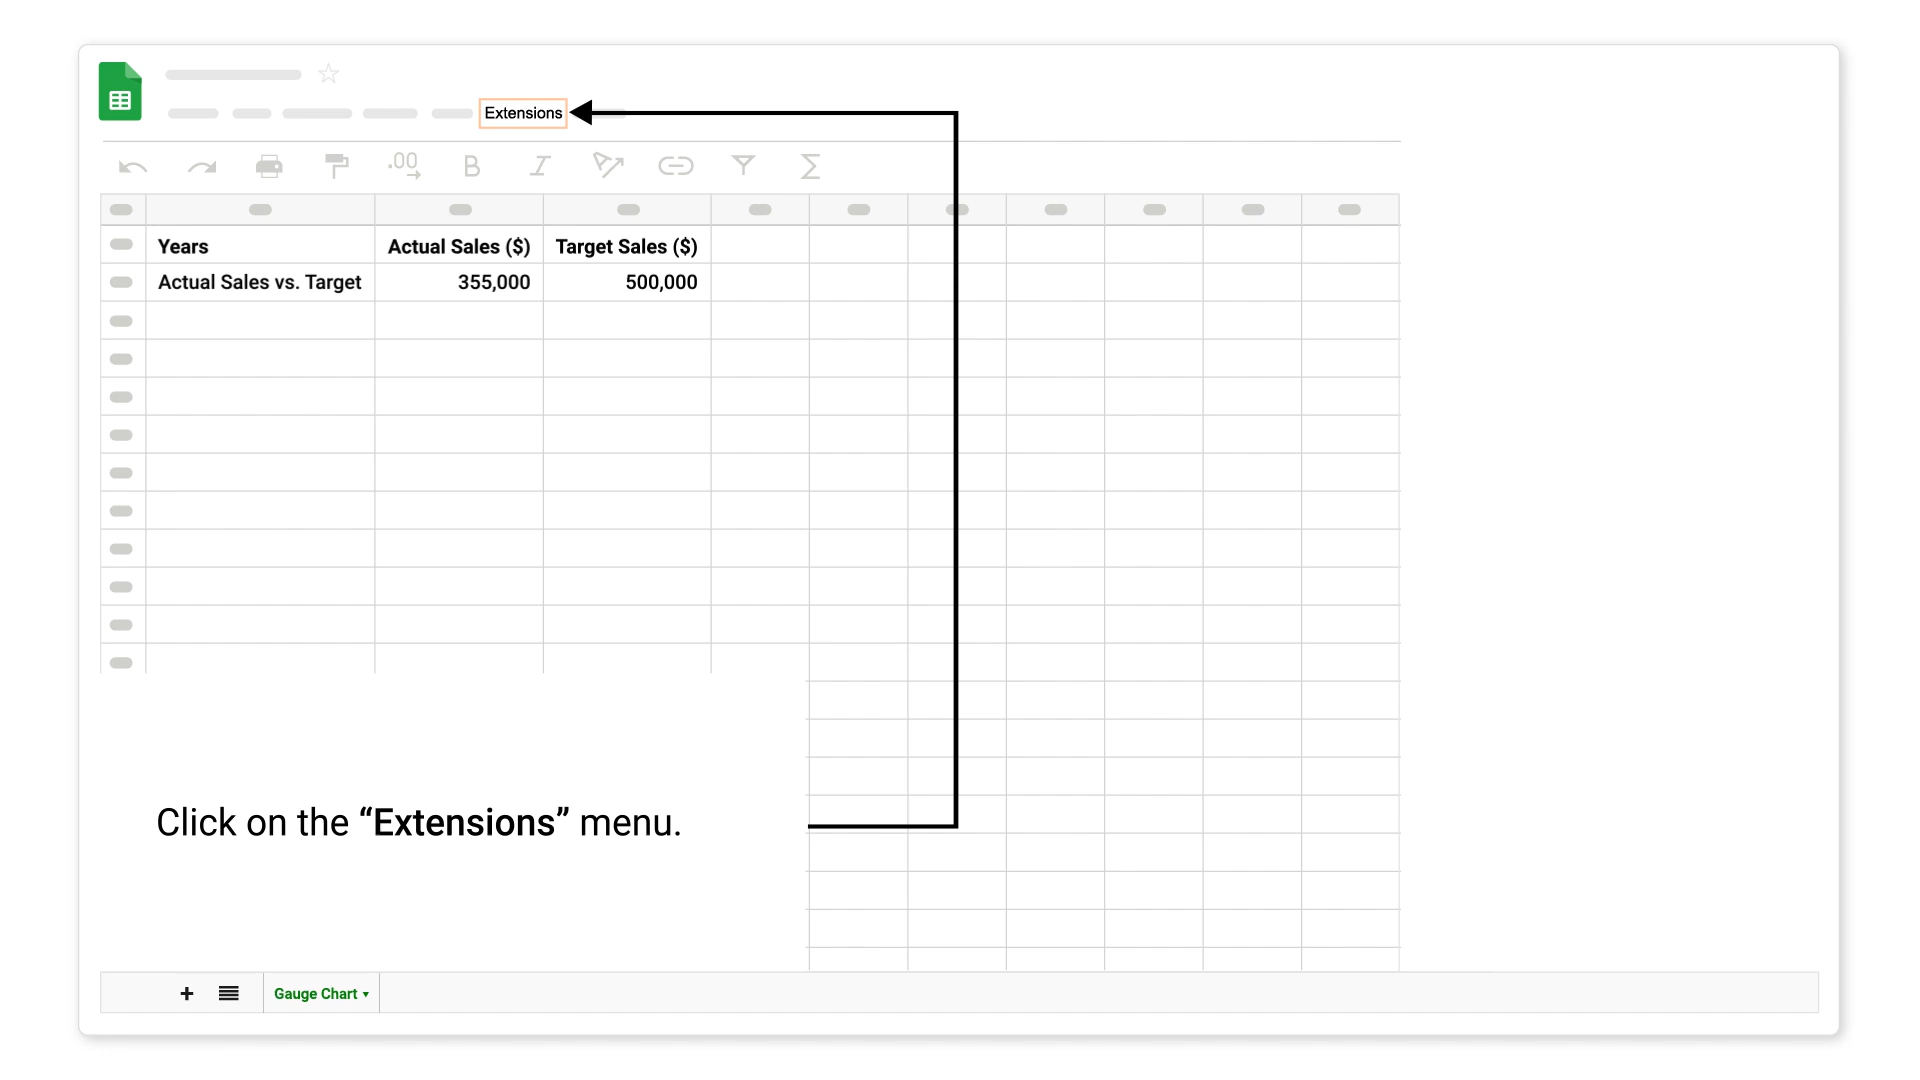 Extensions
.00
B
I
Σ
Years Actual Sales ($) Target Sales ($)
Actual Sales vs. Target 355,000 500,000
Click on the “Extensions” menu.
+ Gauge Chart